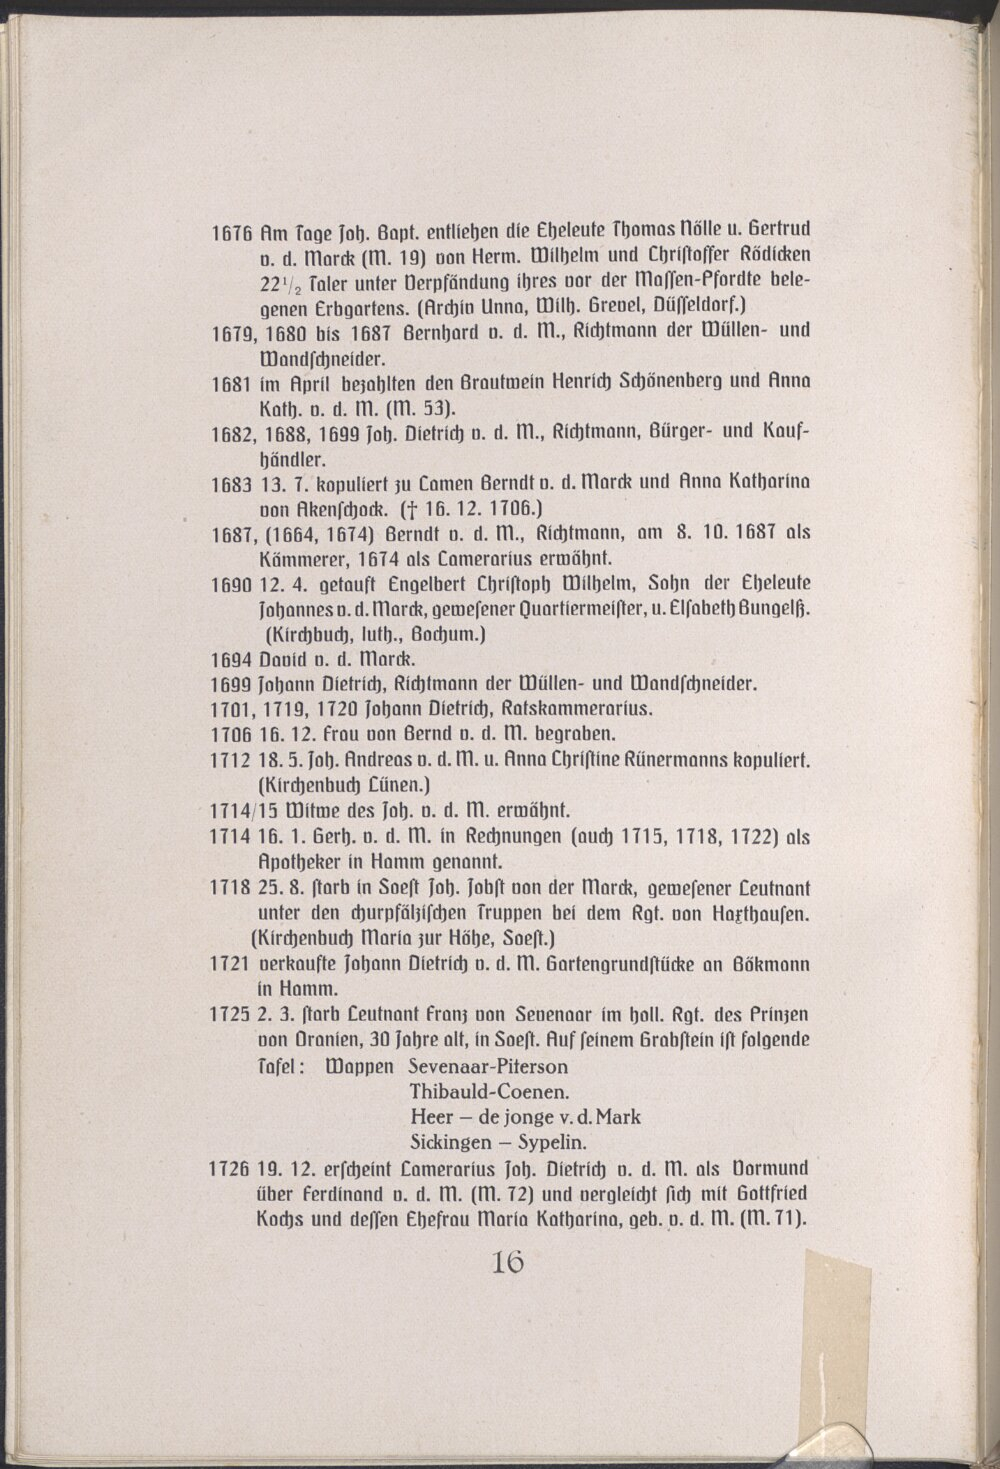 1676 Am Tage Joh. Bapt. entliehen die Eheleute Thomas Nölle u. Gertrud
v. d. Marck (M. 19) von Herm. Wilhelm und Christoffer Rödicken
22 1/2 Taler unter Verpfändung ihres vor der Massen-Pfordte bele-
genen Erbgartens. (Archiv Unna, Wilh. Grevel, Düsseldorf.)
1679, 1680 bis 1687 Bernhard v. d. M., Richtmann der Wüllen- und
Wandschneider.
1681 im April bezahlten den Brautwein Henrich Schönenberg und Anna
Kath. v. d. M. (M. 53).
1682, 1688, 1699 Joh. Dietrich v. d. M., Richtmann, Bürger- und Kauf-
händler.
1683 13. 7. kopuliert zu Camen Berndt v. d. Marck und Anna Katharina
von Akenschock. († 16. 12. 1706.)
1687, (1664, 1674) Berndt v. d. M., Richtmann, am 8. 10. 1687 als
Kämmerer, 1674 als Camerarius erwähnt.
1690 12. 4. getauft Engelbert Christoph Wilhelm, Sohn der Eheleute
Johannes v. d. Marck, gewesener Quartiermeister, u. Elsabeth Bungelß.
(Kirchbuch, luth., Bochum.)
1694 David v. d. Marck.
1699 Johann Dietrich, Richtmann der Wüllen- und Wandschneider.
1701, 1719, 1720 Johann Dietrich, Ratskammerarius.
1706 16. 12. Frau von Bernd v. d. M. begraben.
1712 18. 5. Joh. Andreas v. d. M. u. Anna Christine Rünermanns kopuliert.
(Kirchenbuch Lünen.)
1714/15 Witwe des Joh. v. d. M. erwähnt.
1714 16. 1. Gerh. v. d. M. in Rechnungen (auch 1715, 1718, 1722) als
Apotheker in Hamm genannt.
1718 25. 8. starb in Soest Joh. Jobst von der Marck, gewesener Leutnant
unter den churpfälzischen Truppen bei dem Rgt. von Haxthausen.
(Kirchenbuch Maria zur Höhe, Soest.)
1721 verkaufte Johann Dietrich v. d. M. Gartengrundstücke an Bökmann
in Hamm.
1725 2. 3. starb Leutnant Franz von Sevenaar im holl. Rgt. des Prinzen
von Oranien, 30 Jahre alt, in Soest. Auf seinem Grabstein ist folgende
Tafel: Wappen Sevenaar-Piterson
Thibauld-Coenen.
Heer – de jonge v. d. Mark
Sickingen – Sypelin.
1726 19. 12. erscheint Camerarius Joh. Dietrich v. d. M. als Vormund
über Ferdinand v. d. M. (M. 72) und vergleicht sich mit Gottfried
Kochs und dessen Ehefrau Maria Katharina, geb. v. d. M. (M. 71).
16